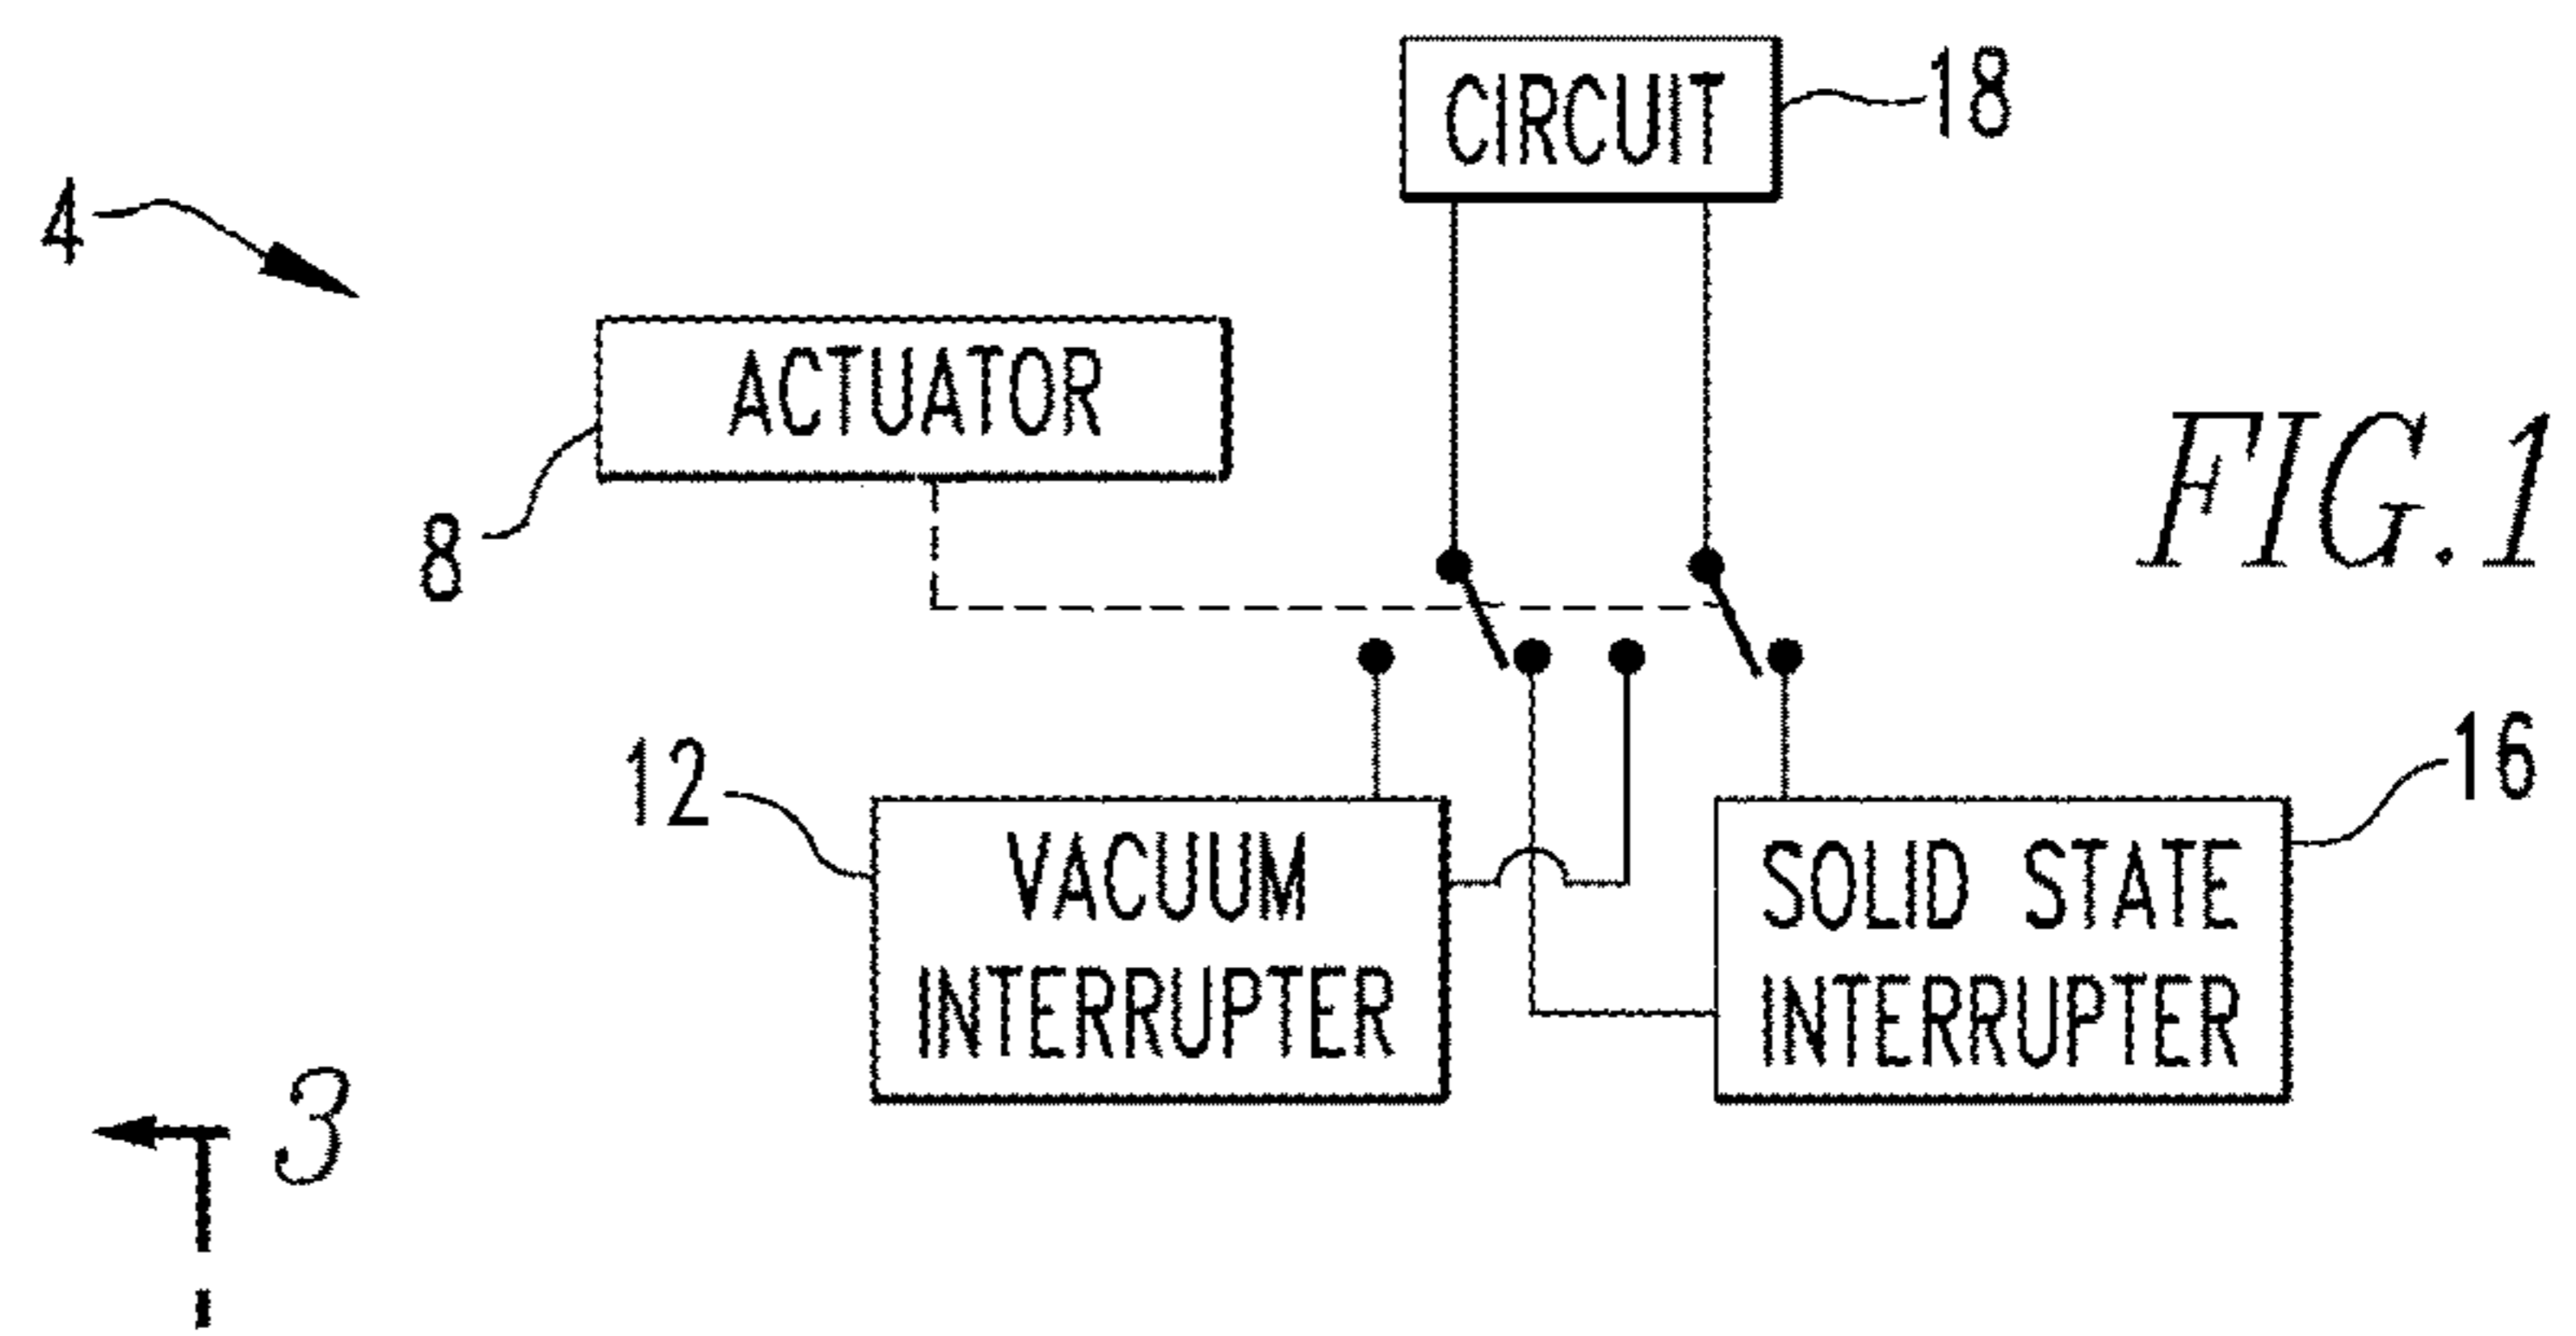 CIRCUIT
18
4
ACTUATOR
8
FIG.1
12
VACUUM
INTERRUPTER
SOLID STATE
INTERRUPTER
16
3